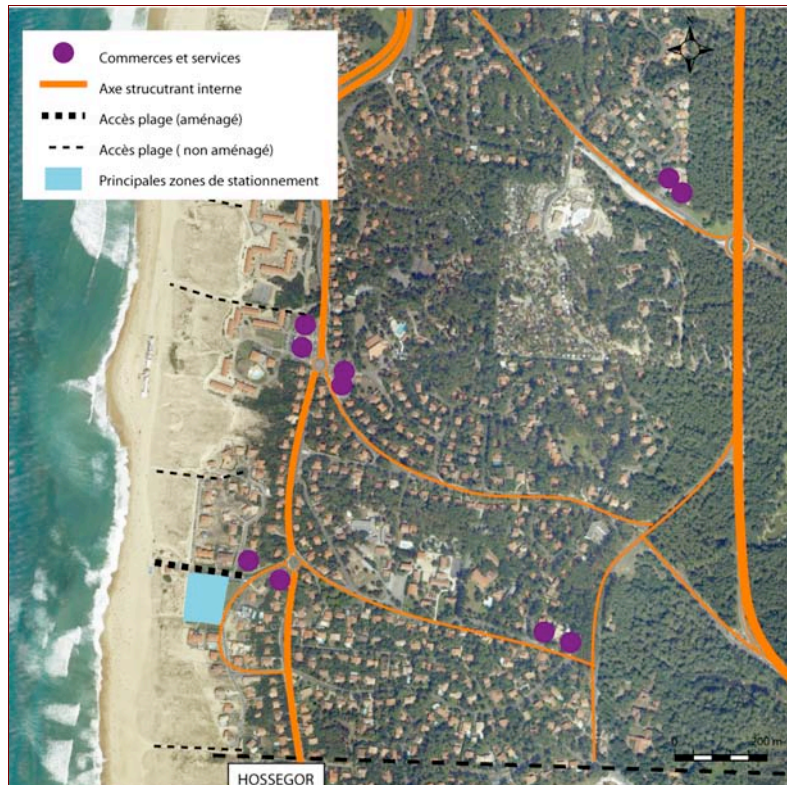 N
Commerces et services
Axe strucutrant interne
Accès plage (aménagé)
Accès plage ( non aménagé)
Principales zones de stationnement
0 200 m
HOSSEGOR